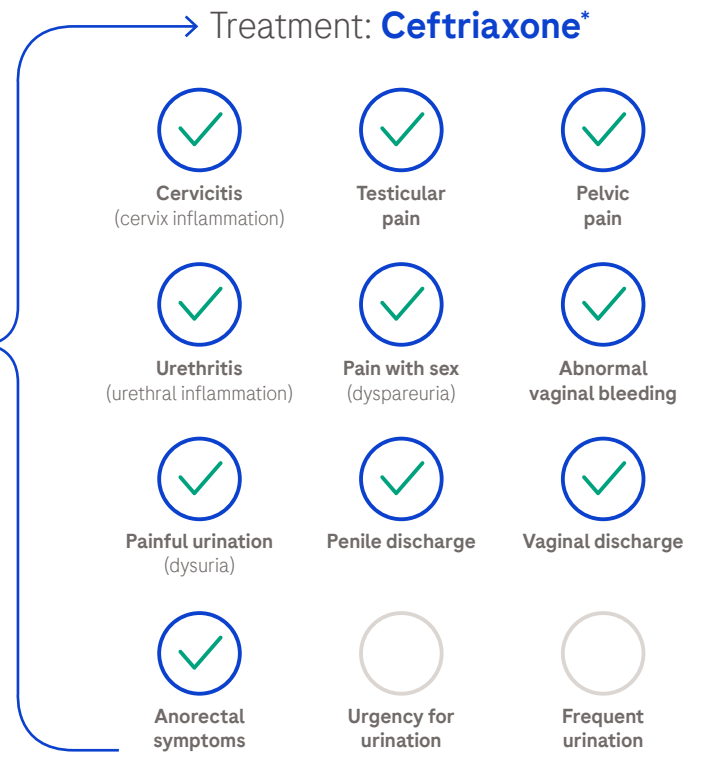 Treatment: Ceftriaxone*
Cervicitis
(cervix inflammation)
Testicular
pain
Pelvic
pain
Urethritis
(urethral inflammation)
Pain with sex
(dyspareuria)
Abnormal
vaginal bleeding
Painful urination
(dysuria)
Penile discharge
Vaginal discharge
Anorectal
symptoms
Urgency for
urination
Frequent
urination